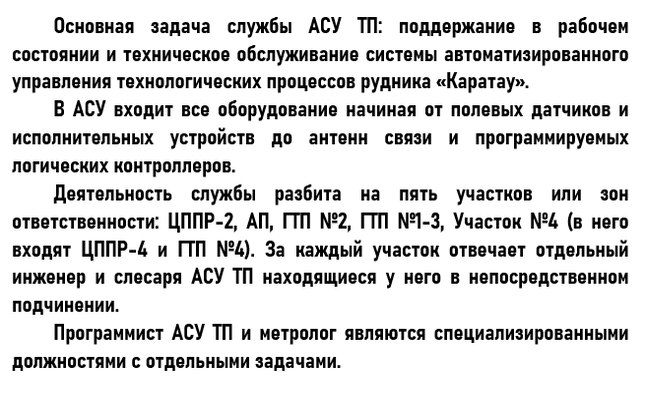 Основная задача службы АСУ ТП: поддержание в рабочем
состоянии и техническое обслуживание системы автоматизированного
управления технологических процессов рудника «Каратау».
В АСУ входит все оборудование начиная от полевых датчиков и
исполнительных устройств до антенн связи и программируемых
логических контроллеров.
Деятельность службы разбита на пять участков или зон
ответственности: ЦППР-2, АП, ГТП №2, ГТП №1-3, Участок №4 (в него
входят ЦППР-4 и ГТП №4). За каждый участок отвечает отдельный
инженер и слесаря АСУ ТП находящиеся у него в непосредственном
подчинении.
Программист АСУ ТП и метролог являются специализированными
должностями с отдельными задачами.